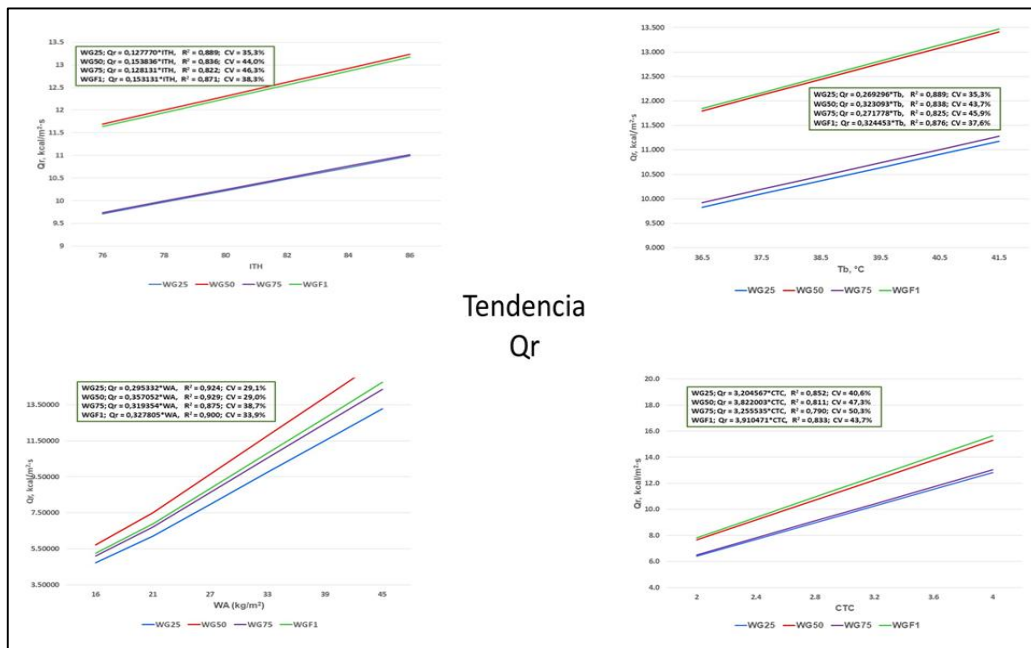 WG25; Qr = 0,127770*ITH, R² = 0,889; CV = 35,3%
WG50; Qr = 0,153836*ITH, R² = 0,836; CV = 44,0%
WG75; Qr = 0,128131*ITH, R² = 0,822; CV = 46,3%
WGF1; Qr = 0,153131*ITH, R² = 0,871; CV = 38,3%
Qr, kcal/m²-s
13.5
13
12.5
12
11.5
11
10.5
10
9.5
9
76 78 80 82 84 86
ITH
WG25 WG50 WG75 WGF1
WG25; Qr = 0,269296*Tb, R² = 0,889; CV = 35,3%
WG50; Qr = 0,323093*Tb, R² = 0,838; CV = 43,7%
WG75; Qr = 0,271778*Tb, R² = 0,825; CV = 45,9%
WGF1; Qr = 0,324453*Tb, R² = 0,876; CV = 37,6%
Qr, kcal/m²-s
13.500
13.000
12.500
12.000
11.500
11.000
10.500
10.000
9.500
9.000
36.5 37.5 38.5 39.5 40.5 41.5
Tb, °C
WG25 WG50 WG75 WGF1
Tendencia
Qr
WG25; Qr = 0,295332*WA, R² = 0,924; CV = 29,1%
WG50; Qr = 0,357052*WA, R² = 0,929; CV = 29,0%
WG75; Qr = 0,319354*WA, R² = 0,875; CV = 38,7%
WGF1; Qr = 0,327805*WA, R² = 0,900; CV = 33,9%
Qr, kcal/m²-s
13.50000
11.50000
9.50000
7.50000
5.50000
3.50000
16 21 27 33 39 45
WA (kg/m²)
WG25 WG50 WG75 WGF1
WG25; Qr = 3,204567*CTC, R² = 0,852; CV = 40,6%
WG50; Qr = 3,822003*CTC, R² = 0,811; CV = 47,3%
WG75; Qr = 3,255535*CTC, R² = 0,790; CV = 50,3%
WGF1; Qr = 3,910471*CTC, R² = 0,833; CV = 43,7%
Qr, kcal/m²-s
20.0
18.0
16.0
14.0
12.0
10.0
8.0
6.0
4.0
2 2.4 2.8 3.2 3.6 4
CTC
WG25 WG50 WG75 WGF1